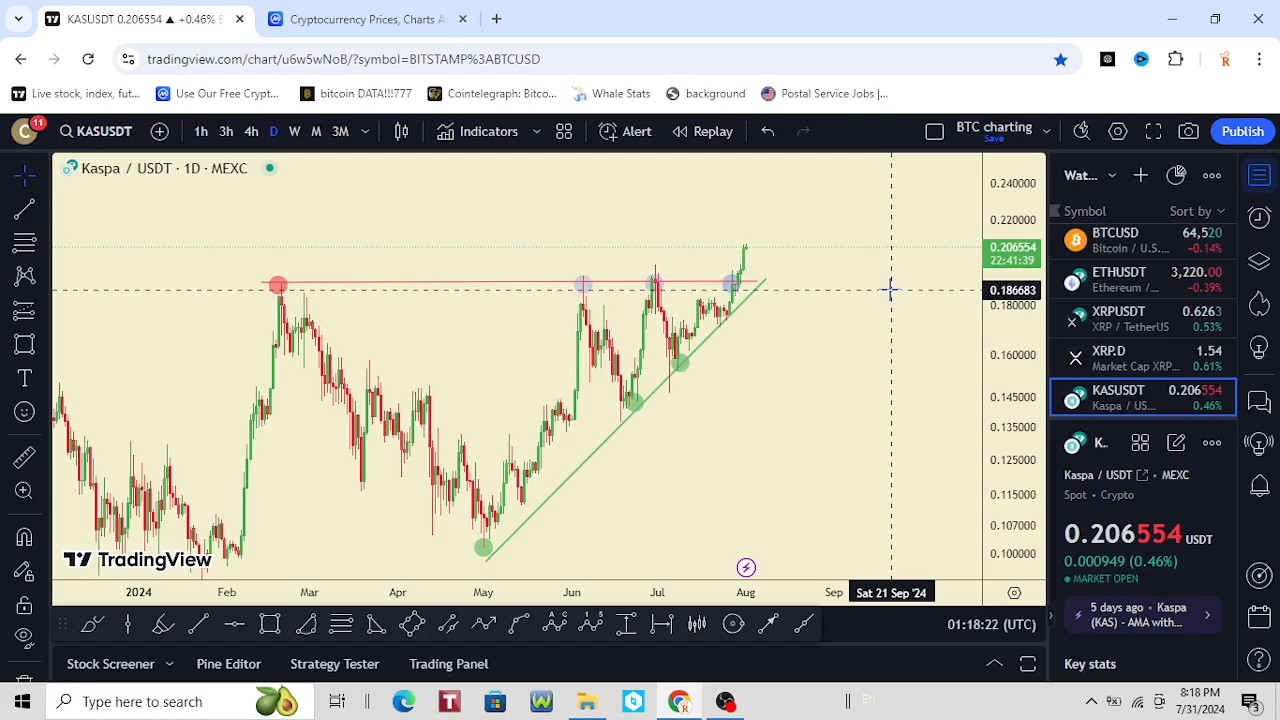 KASUSDT 0.206554 ▲ +0.46% B
Cryptocurrency Prices, Charts A
tradingview.com/chart/u6w5wNoB/?symbol=BITSTAMP%3ABTCUSD
Live stock, index, fut...
Use Our Free Crypt...
bitcoin DATA!!!777
Cointelegraph: Bitco...
Whale Stats
background
Postal Service Jobs |...
C
11
KASUSDT
1h
3h
4h
D
W
M
3M
Indicators
Alert
Replay
BTC charting
Save
Publish
Kaspa / USDT · 1D · MEXC
0.240000
0.220000
0.206554
22:41:39
0.186683
0.180000
0.160000
0.145000
0.135000
0.125000
0.115000
0.107000
0.100000
TradingView
2024
Feb
Mar
Apr
May
Jun
Jul
Aug
Sep
Sat 21 Sep '24
01:18:22 (UTC)
Stock Screener
Pine Editor
Strategy Tester
Trading Panel
Wat...
Symbol
Sort by
BTCUSD
64,520
Bitcoin / U.S....
-0.14%
ETHUSDT
3,220.00
Ethereum /...
-0.39%
XRPUSDT
0.6263
XRP / TetherUS
0.53%
XRP.D
1.54
Market Cap XRP...
0.61%
KASUSDT
0.206554
Kaspa / US...
0.46%
K.
Kaspa / USDT
MEXC
Spot • Crypto
0.206554 USDT
0.000949 (0.46%)
MARKET OPEN
5 days ago • Kaspa
(KAS) - AMA with...
Key stats
Type here to search
EN
8:18 PM
7/31/2024
3